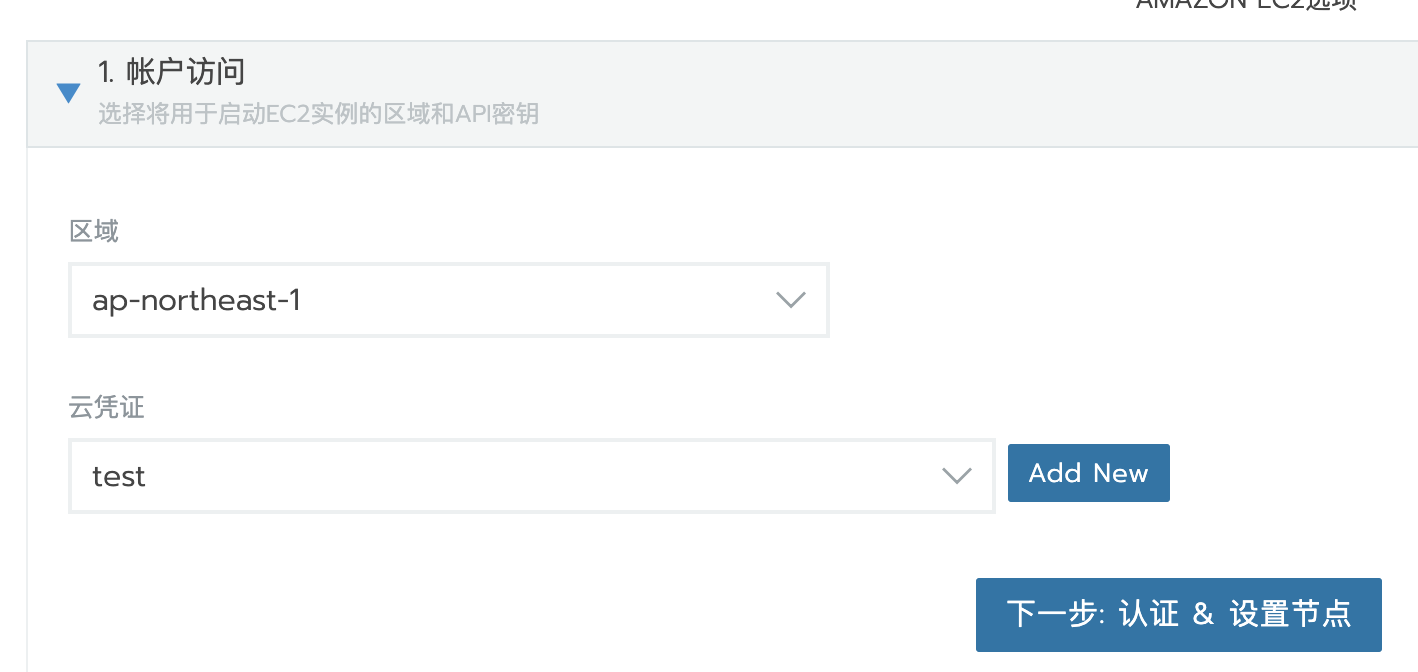 AMAZON EC2选项
1. 帐户访问
选择将用于启动EC2实例的区域和API密钥
区域
ap-northeast-1
云凭证
test
Add New
下一步: 认证 & 设置节点